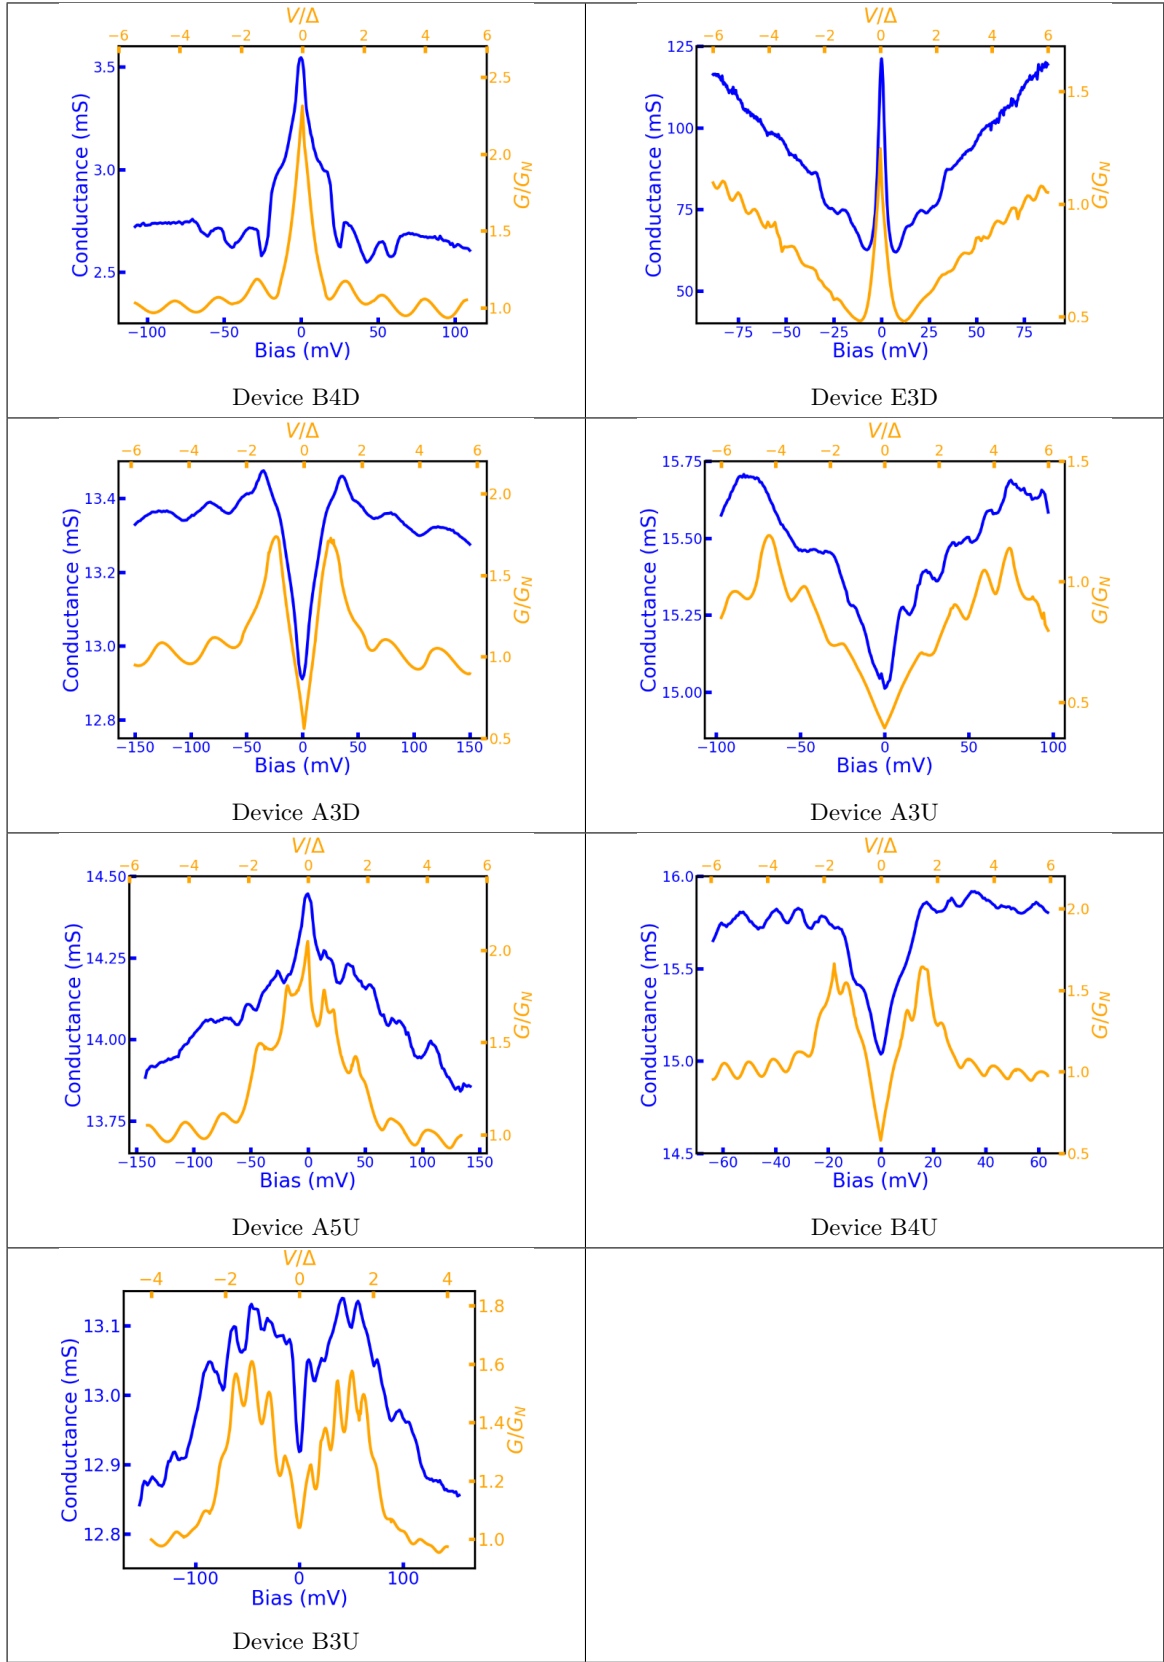 V/Δ
−6 −4 −2 0 2 4 6
3.5
3.0
2.5
Conductance (mS)
2.5
2.0
1.5
1.0
G/G_N
−100 −50 0 50 100
Bias (mV)
Device B4D
V/Δ
−6 −4 −2 0 2 4 6
125
100
75
50
Conductance (mS)
1.5
1.0
0.5
G/G_N
−75 −50 −25 0 25 50 75
Bias (mV)
Device E3D
V/Δ
−6 −4 −2 0 2 4 6
13.4
13.2
13.0
12.8
Conductance (mS)
2.0
1.5
1.0
0.5
G/G_N
−150 −100 −50 0 50 100 150
Bias (mV)
Device A3D
V/Δ
−6 −4 −2 0 2 4 6
15.75
15.50
15.25
15.00
Conductance (mS)
1.5
1.0
0.5
G/G_N
−100 −50 0 50 100
Bias (mV)
Device A3U
V/Δ
−6 −4 −2 0 2 4 6
14.50
14.25
14.00
13.75
Conductance (mS)
2.0
1.5
1.0
G/G_N
−150 −100 −50 0 50 100 150
Bias (mV)
Device A5U
V/Δ
−6 −4 −2 0 2 4 6
16.0
15.5
15.0
14.5
Conductance (mS)
2.0
1.5
1.0
0.5
G/G_N
−60 −40 −20 0 20 40 60
Bias (mV)
Device B4U
V/Δ
−4 −2 0 2 4
13.1
13.0
12.9
12.8
Conductance (mS)
1.8
1.6
1.4
1.2
1.0
G/G_N
−100 0 100
Bias (mV)
Device B3U